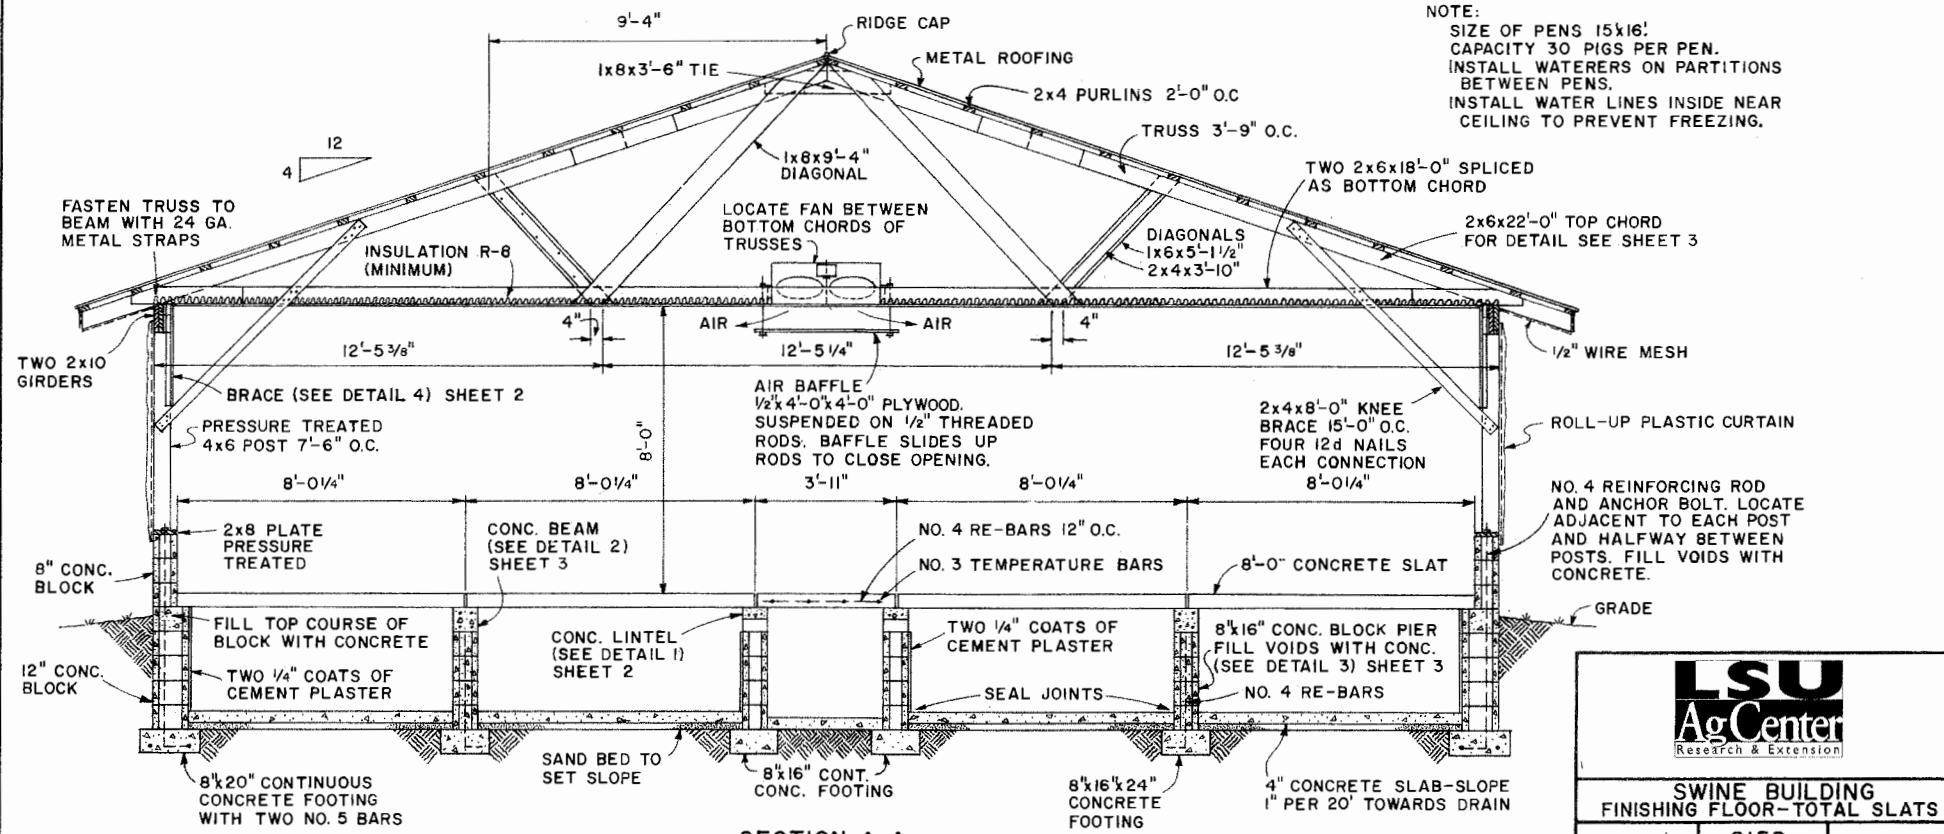 9'-4"
RIDGE CAP
METAL ROOFING
1x8x3'-6" TIE
2x4 PURLINS 2'-0" O.C
TRUSS 3'-9" O.C.
NOTE:
SIZE OF PENS 15'x16'.
CAPACITY 30 PIGS PER PEN.
INSTALL WATERERS ON PARTITIONS
BETWEEN PENS.
INSTALL WATER LINES INSIDE NEAR
CEILING TO PREVENT FREEZING.
12
4
1x8x9'-4"
DIAGONAL
TWO 2x6x18'-0" SPLICED
AS BOTTOM CHORD
FASTEN TRUSS TO
BEAM WITH 24 GA.
METAL STRAPS
INSULATION R-8
(MINIMUM)
LOCATE FAN BETWEEN
BOTTOM CHORDS OF
TRUSSES
DIAGONALS
1x6x5'-1 1/2"
2x4x3'-10"
2x6x22'-0" TOP CHORD
FOR DETAIL SEE SHEET 3
4"
AIR
AIR
4"
12'-5 3/8"
12'-5 1/4"
12'-5 3/8"
1/2" WIRE MESH
TWO 2x10
GIRDERS
BRACE (SEE DETAIL 4) SHEET 2
PRESSURE TREATED
4x6 POST 7'-6" O.C.
8'-0"
AIR BAFFLE
1/2"x4'-0"x4'-0" PLYWOOD.
SUSPENDED ON 1/2" THREADED
RODS. BAFFLE SLIDES UP
RODS TO CLOSE OPENING.
2x4x8'-0" KNEE
BRACE 15'-0" O.C.
FOUR 12d NAILS
EACH CONNECTION
ROLL-UP PLASTIC CURTAIN
8'-0 1/4"
8'-0 1/4"
3'-11"
8'-0 1/4"
8'-0 1/4"
NO. 4 REINFORCING ROD
AND ANCHOR BOLT. LOCATE
ADJACENT TO EACH POST
AND HALFWAY BETWEEN
POSTS. FILL VOIDS WITH
CONCRETE.
2x8 PLATE
PRESSURE
TREATED
CONC. BEAM
(SEE DETAIL 2)
SHEET 3
NO. 4 RE-BARS 12" O.C.
NO. 3 TEMPERATURE BARS
8'-0" CONCRETE SLAT
8" CONC.
BLOCK
GRADE
FILL TOP COURSE OF
BLOCK WITH CONCRETE
CONC. LINTEL
(SEE DETAIL 1)
SHEET 2
TWO 1/4" COATS OF
CEMENT PLASTER
8"x16" CONC. BLOCK PIER
FILL VOIDS WITH CONC.
(SEE DETAIL 3) SHEET 3
12" CONC.
BLOCK
TWO 1/4" COATS OF
CEMENT PLASTER
SEAL JOINTS
NO. 4 RE-BARS
SAND BED TO
SET SLOPE
8"x20" CONTINUOUS
CONCRETE FOOTING
WITH TWO NO. 5 BARS
8"x16" CONT.
CONC. FOOTING
8"x16"x24"
CONCRETE
FOOTING
4" CONCRETE SLAB-SLOPE
1" PER 20' TOWARDS DRAIN
LSU
AgCenter
Research & Extension
SWINE BUILDING
FINISHING FLOOR-TOTAL SLATS